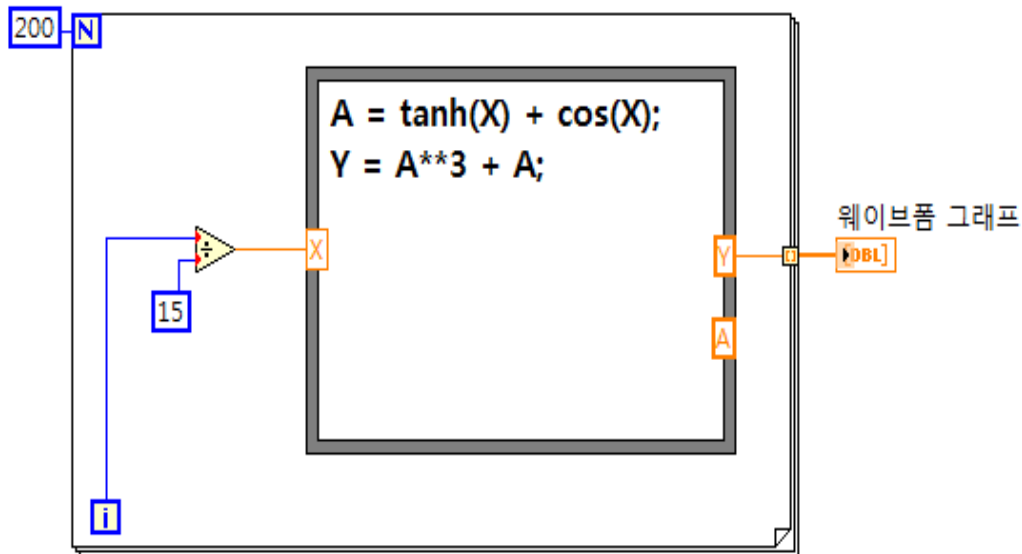 200
N
A = tanh(X) + cos(X);
Y = A**3 + A;
웨이브폼 그래프
÷
X
Y
[DBL]
15
A
i